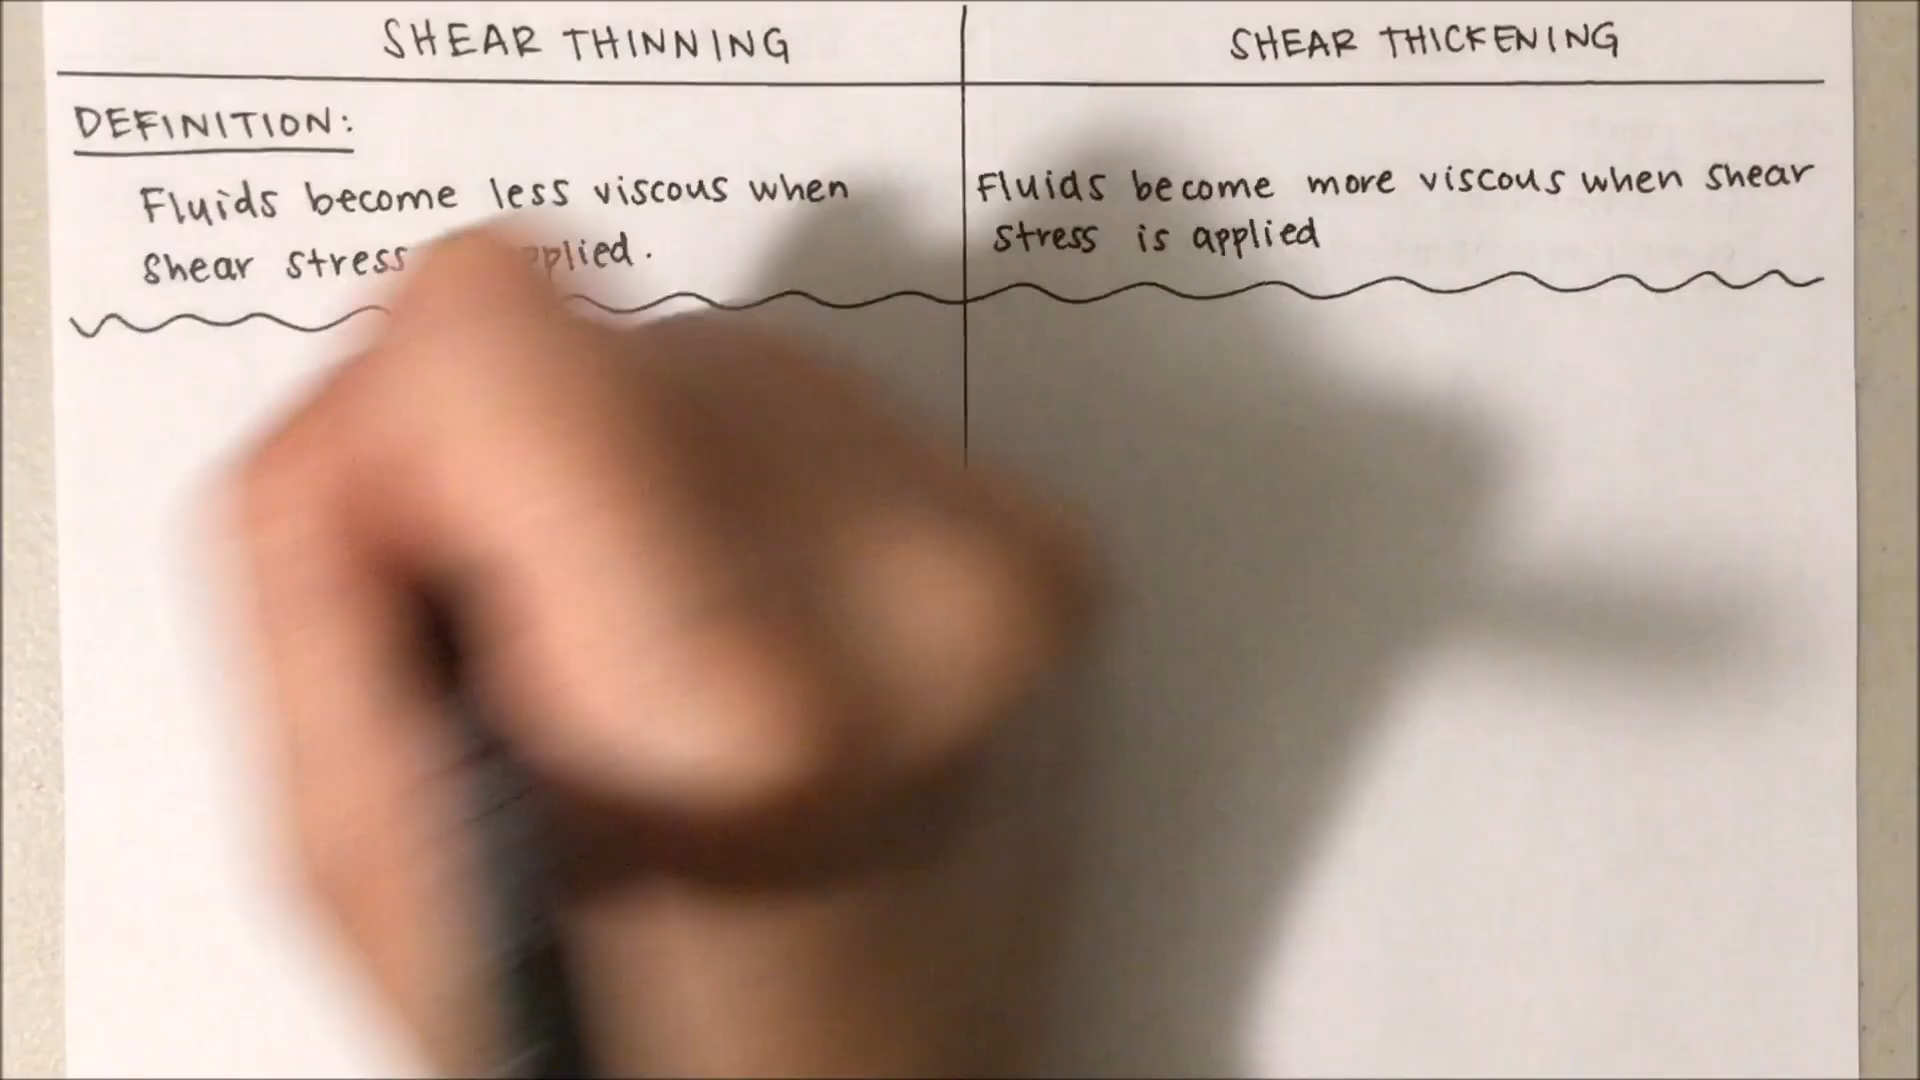 SHEAR THINNING
SHEAR THICKENING
DEFINITION:
Fluids become less viscous when
shear stress
Fluids become more viscous when shear
stress is applied